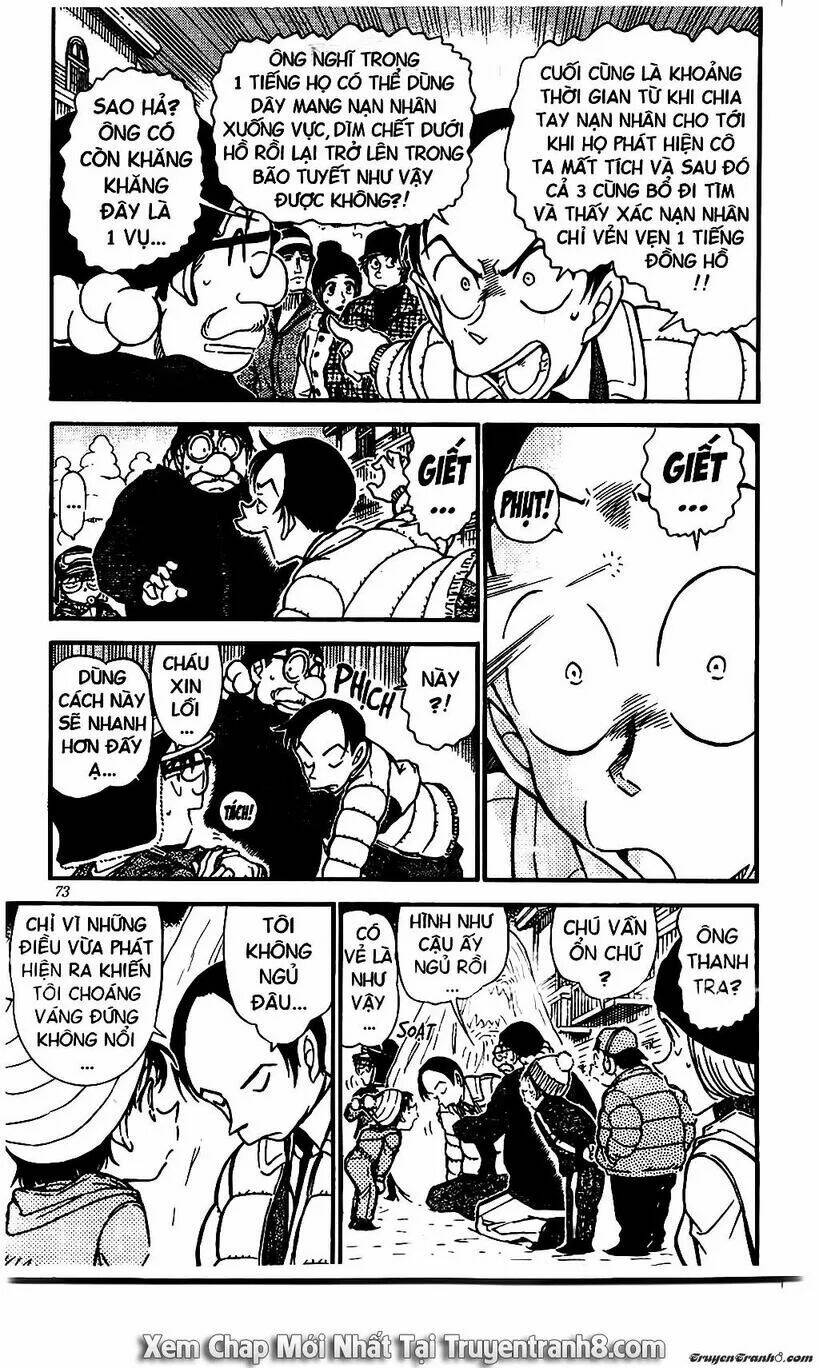 CUỐI CÙNG LÀ KHOẢNG
THỜI GIAN TỪ KHI CHIA
TAY NẠN NHÂN CHO TỚI
KHI HỌ PHÁT HIỆN CÔ
TA MẤT TÍCH VÀ SAU ĐÓ
CẢ 3 CÙNG BỔ ĐI TÌM
VÀ THẤY XÁC NẠN NHÂN
CHỈ VẺN VẸN 1 TIẾNG
ĐỒNG HỒ
!!
ÔNG NGHĨ TRONG
1 TIẾNG HỌ CÓ THỂ DÙNG
DÂY MANG NẠN NHÂN
XUỐNG VỰC, DÌM CHẾT DƯỚI
HỒ RỒI LẠI TRỞ LÊN TRONG
BÃO TUYẾT NHƯ VẬY
ĐƯỢC KHÔNG?!
SAO HẢ?
ÔNG CÓ
CÒN KHĂNG
KHĂNG
ĐÂY LÀ
1 VỤ...
GIẾT
...
...
GIẾT
...
PHỤT!
NÀY
?!
PHỊCH
CHÁU
XIN
LỖI
...
DÙNG
CÁCH NÀY
SẼ NHANH
HƠN ĐẤY
Ạ...
TÁCH!
73
ÔNG
THANH
TRA?
CHÚ VẪN
ỔN CHỨ
?
HÌNH NHƯ
CẬU ẤY
NGỦ RỒI
...
CÓ
VẺ LÀ
NHƯ
VẬY
...
SOẠT
TÔI
KHÔNG
NGỦ
ĐÂU...
CHỈ VÌ NHỮNG
ĐIỀU VỪA PHÁT
HIỆN RA KHIẾN
TÔI CHOÁNG
VÁNG ĐỨNG
KHÔNG NỔI
...
Xem Chap Mới Nhất Tại Truyentranh8.com
TruyenTranh8.com